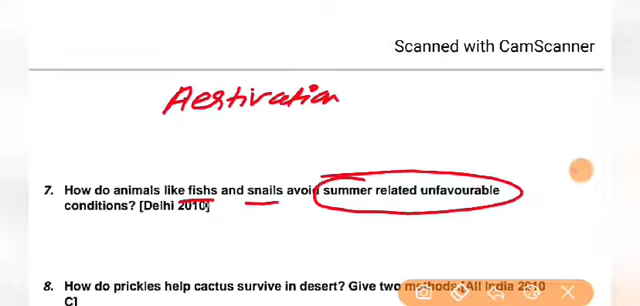 Scanned with CamScanner
Aestivation
7. How do animals like fishs and snails avoid summer related unfavourable
conditions? [Delhi 2010]
8. How do prickles help cactus survive in desert? Give two methods [All India 2010
C]